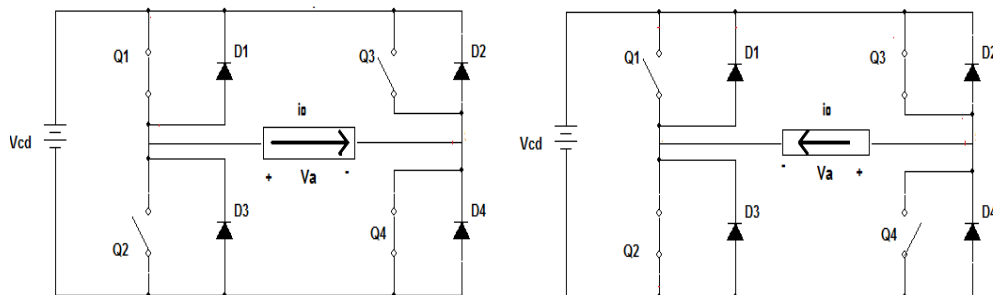 Q1
D1
Q3
D2
Vcd
io
+ Va -
Q2
D3
Q4
D4
Q1
D1
Q3
D2
Vcd
io
- Va +
Q2
D3
Q4
D4